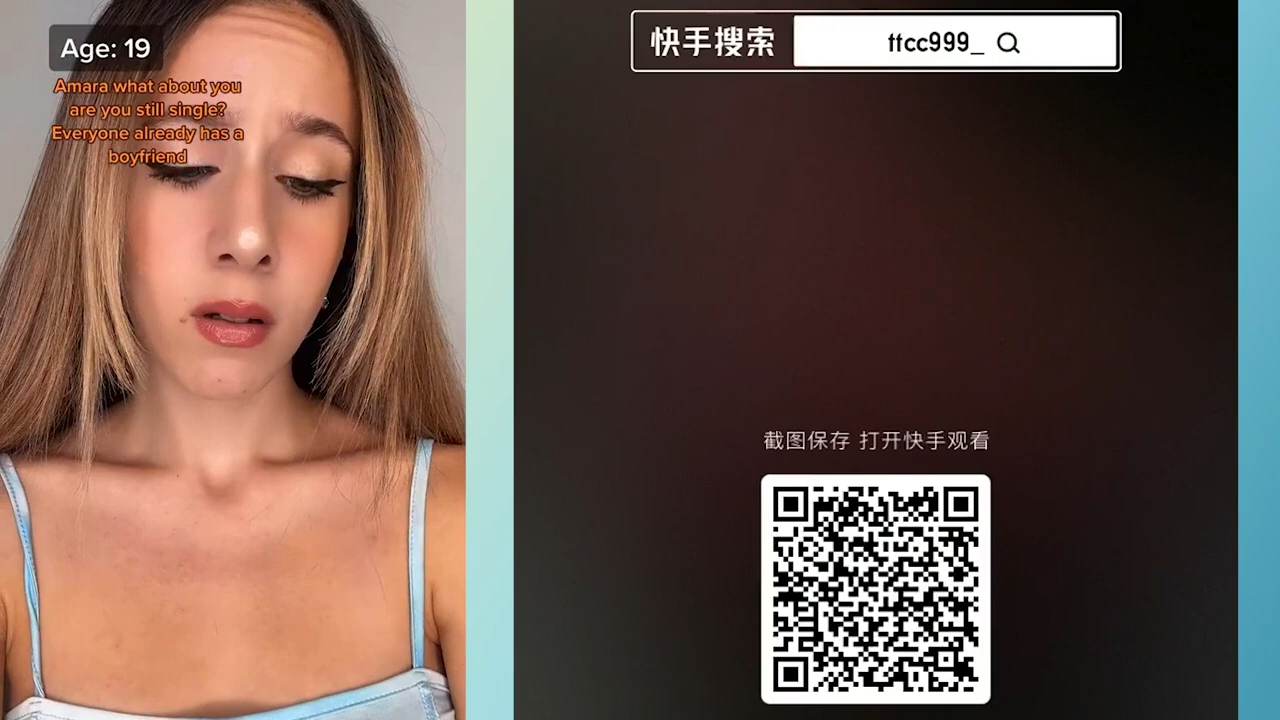 Age: 19
Amara what about you
are you still single?
Everyone already has a
boyfriend
快手搜索 ttcc999_
截图保存 打开快手观看